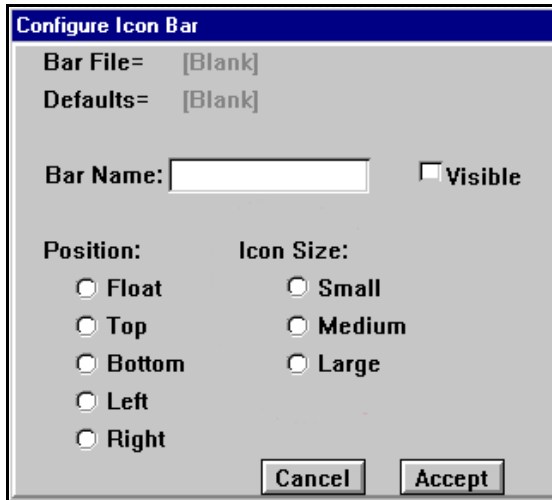 Configure Icon Bar
Bar File= [Blank]
Defaults= [Blank]
Bar Name: Visible
Position: Icon Size:
Float Small
Top Medium
Bottom Large
Left
Right
Cancel Accept